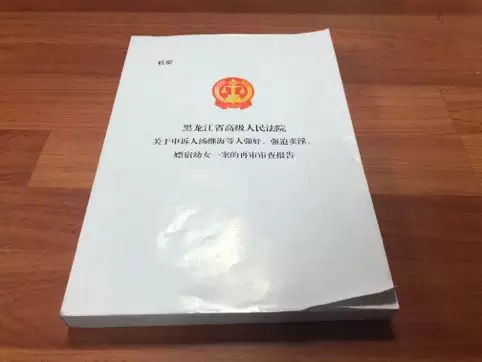 机密
黑龙江省高级人民法院
关于申诉人汤继海等人强奸、强迫卖淫、
嫖宿幼女一案的再审审查报告